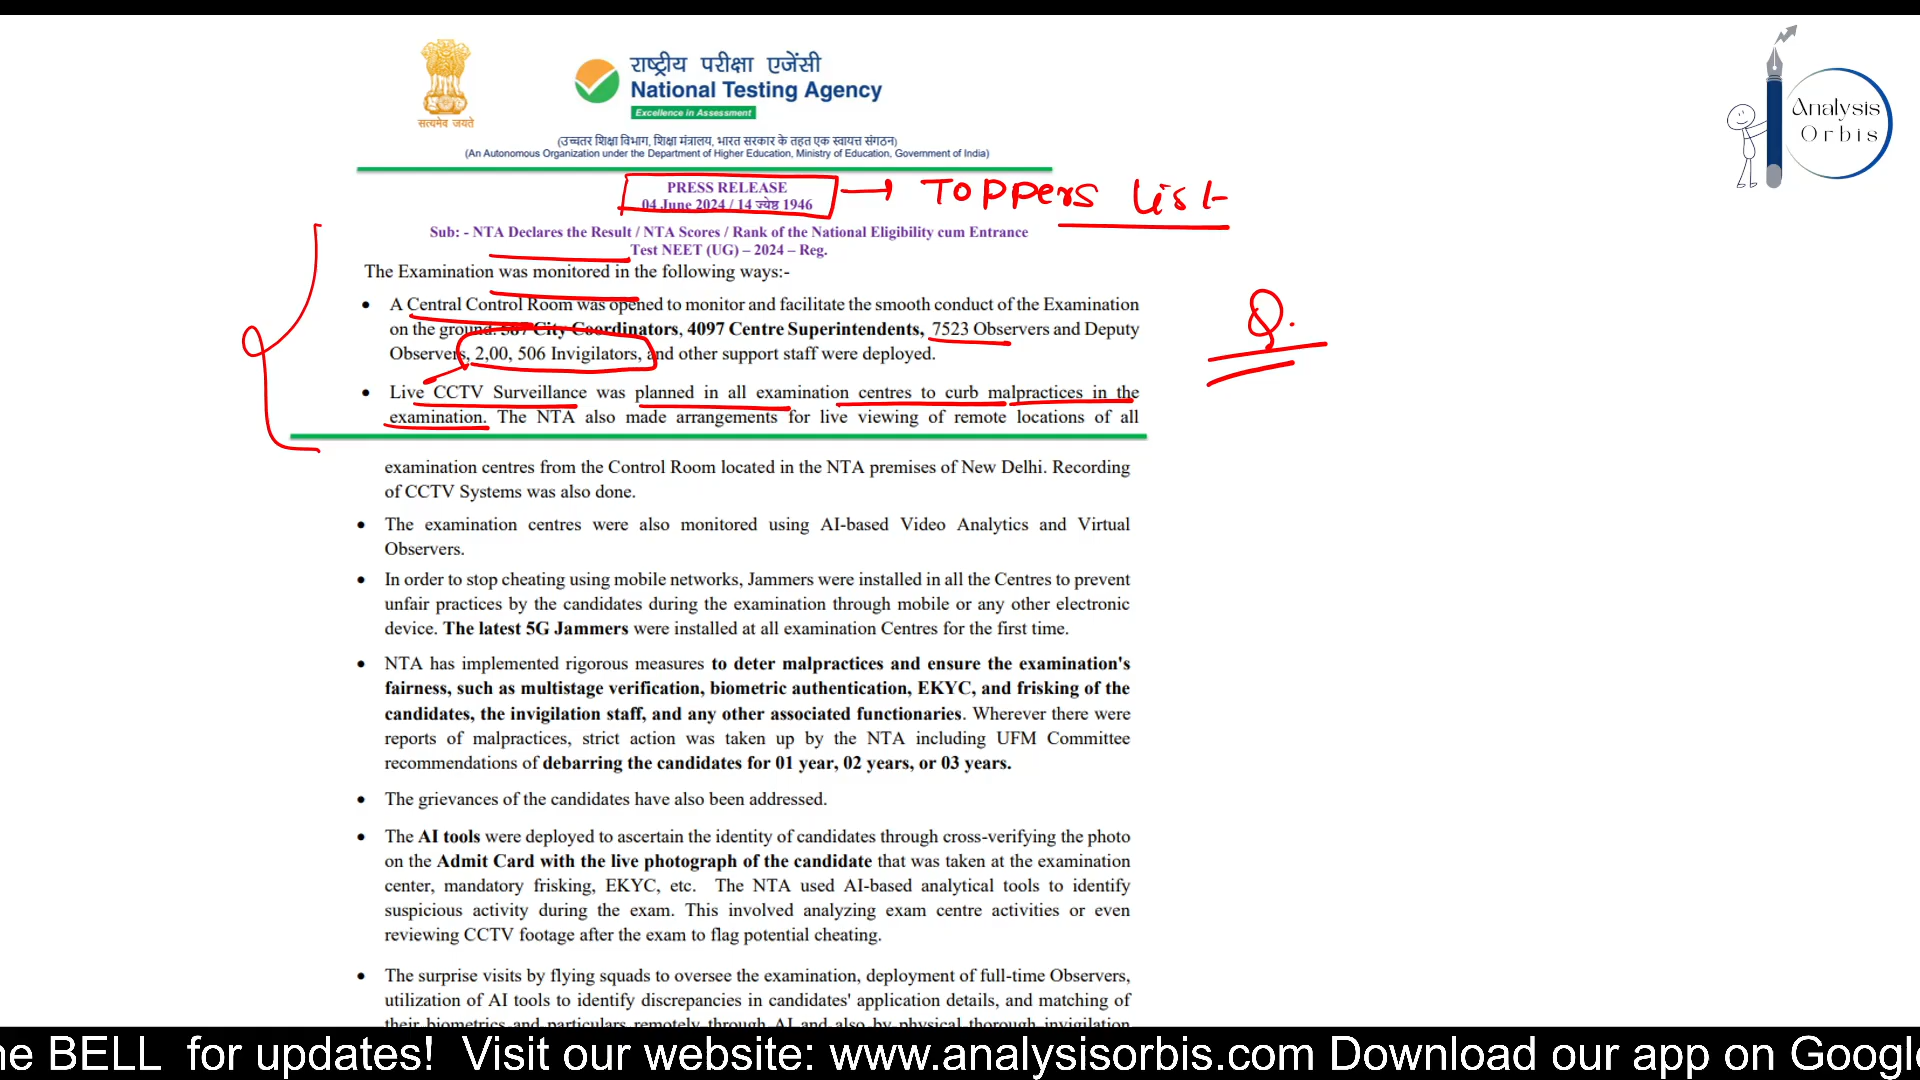 सत्यमेव जयते
राष्ट्रीय परीक्षा एजेंसी
National Testing Agency
Excellence in Assessment
(उच्चतर शिक्षा विभाग, शिक्षा मंत्रालय, भारत सरकार के तहत एक स्वायत्त संगठन)
(An Autonomous Organization under the Department of Higher Education, Ministry of Education, Government of India)
Analysis
Orbis
PRESS RELEASE
04 June 2024 / 14 ज्येष्ठ 1946
TOPPErs List
Sub: - NTA Declares the Result / NTA Scores / Rank of the National Eligibility cum Entrance
Test NEET (UG) – 2024 – Reg.
The Examination was monitored in the following ways:-
• A Central Control Room was opened to monitor and facilitate the smooth conduct of the Examination
on the ground. 567 City Coordinators, 4097 Centre Superintendents, 7523 Observers and Deputy
Observers, 2,00, 506 Invigilators, and other support staff were deployed.
Q.
• Live CCTV Surveillance was planned in all examination centres to curb malpractices in the
examination. The NTA also made arrangements for live viewing of remote locations of all
examination centres from the Control Room located in the NTA premises of New Delhi. Recording
of CCTV Systems was also done.
• The examination centres were also monitored using AI-based Video Analytics and Virtual
Observers.
• In order to stop cheating using mobile networks, Jammers were installed in all the Centres to prevent
unfair practices by the candidates during the examination through mobile or any other electronic
device. The latest 5G Jammers were installed at all examination Centres for the first time.
• NTA has implemented rigorous measures to deter malpractices and ensure the examination's
fairness, such as multistage verification, biometric authentication, EKYC, and frisking of the
candidates, the invigilation staff, and any other associated functionaries. Wherever there were
reports of malpractices, strict action was taken up by the NTA including UFM Committee
recommendations of debarring the candidates for 01 year, 02 years, or 03 years.
• The grievances of the candidates have also been addressed.
• The AI tools were deployed to ascertain the identity of candidates through cross-verifying the photo
on the Admit Card with the live photograph of the candidate that was taken at the examination
center, mandatory frisking, EKYC, etc. The NTA used AI-based analytical tools to identify
suspicious activity during the exam. This involved analyzing exam centre activities or even
reviewing CCTV footage after the exam to flag potential cheating.
• The surprise visits by flying squads to oversee the examination, deployment of full-time Observers,
utilization of AI tools to identify discrepancies in candidates' application details, and matching of
their biometrics and particulars remotely through AI and also by physical thorough invigilation
he BELL for updates! Visit our website: www.analysisorbis.com Download our app on Google